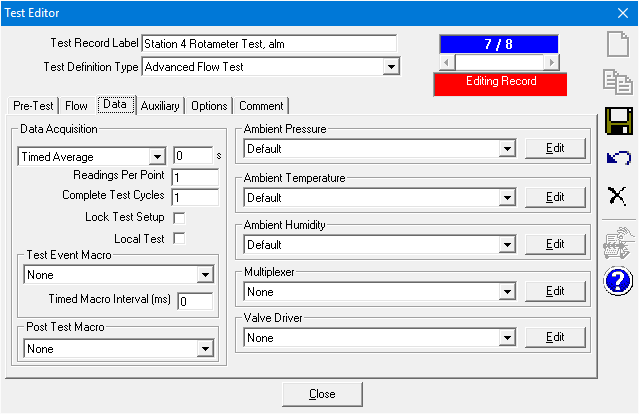 Test Editor
Test Record Label Station 4 Rotameter Test, alm
7 / 8
Test Definition Type Advanced Flow Test
Editing Record
Pre-Test Flow Data Auxiliary Options Comment
Data Acquisition
Timed Average 0 s
Readings Per Point 1
Complete Test Cycles 1
Lock Test Setup
Local Test
Test Event Macro
None
Timed Macro Interval (ms) 0
Post Test Macro
None
Ambient Pressure
Default Edit
Ambient Temperature
Default Edit
Ambient Humidity
Default Edit
Multiplexer
None Edit
Valve Driver
None Edit
Close